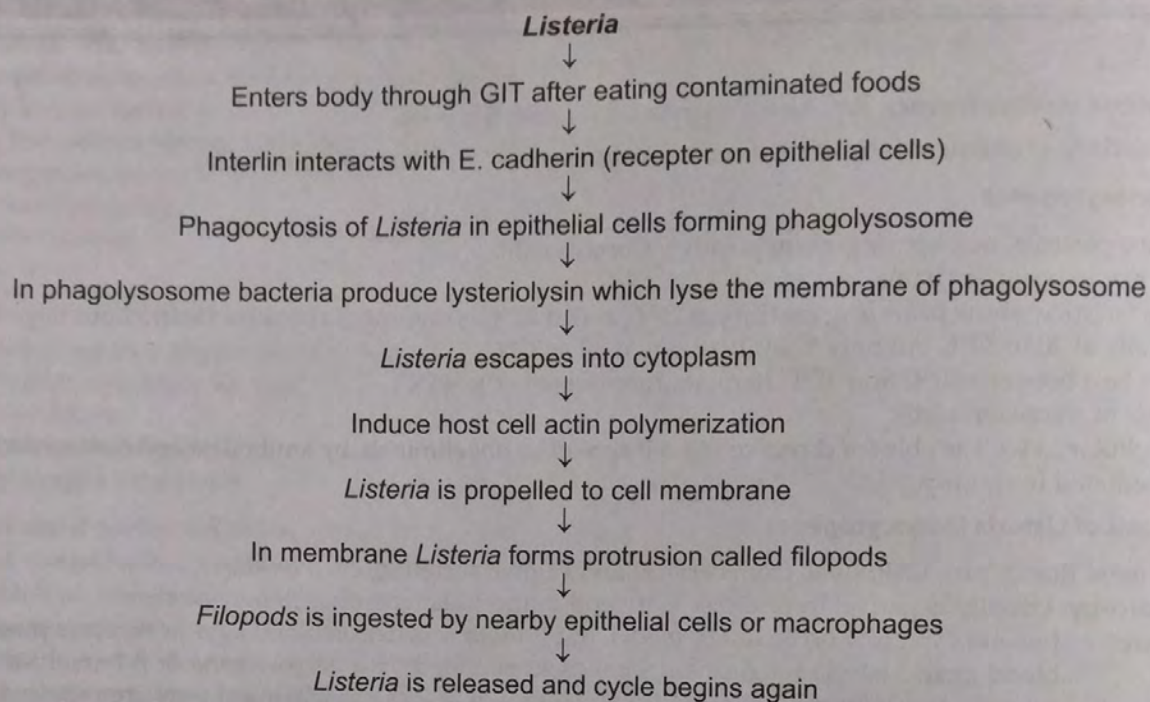 Listeria
↓
Enters body through GIT after eating contaminated foods
↓
Interlin interacts with E. cadherin (recepter on epithelial cells)
↓
Phagocytosis of Listeria in epithelial cells forming phagolysosome
↓
In phagolysosome bacteria produce lysteriolysin which lyse the membrane of phagolysosome
↓
Listeria escapes into cytoplasm
↓
Induce host cell actin polymerization
↓
Listeria is propelled to cell membrane
↓
In membrane Listeria forms protrusion called filopods
↓
Filopods is ingested by nearby epithelial cells or macrophages
↓
Listeria is released and cycle begins again